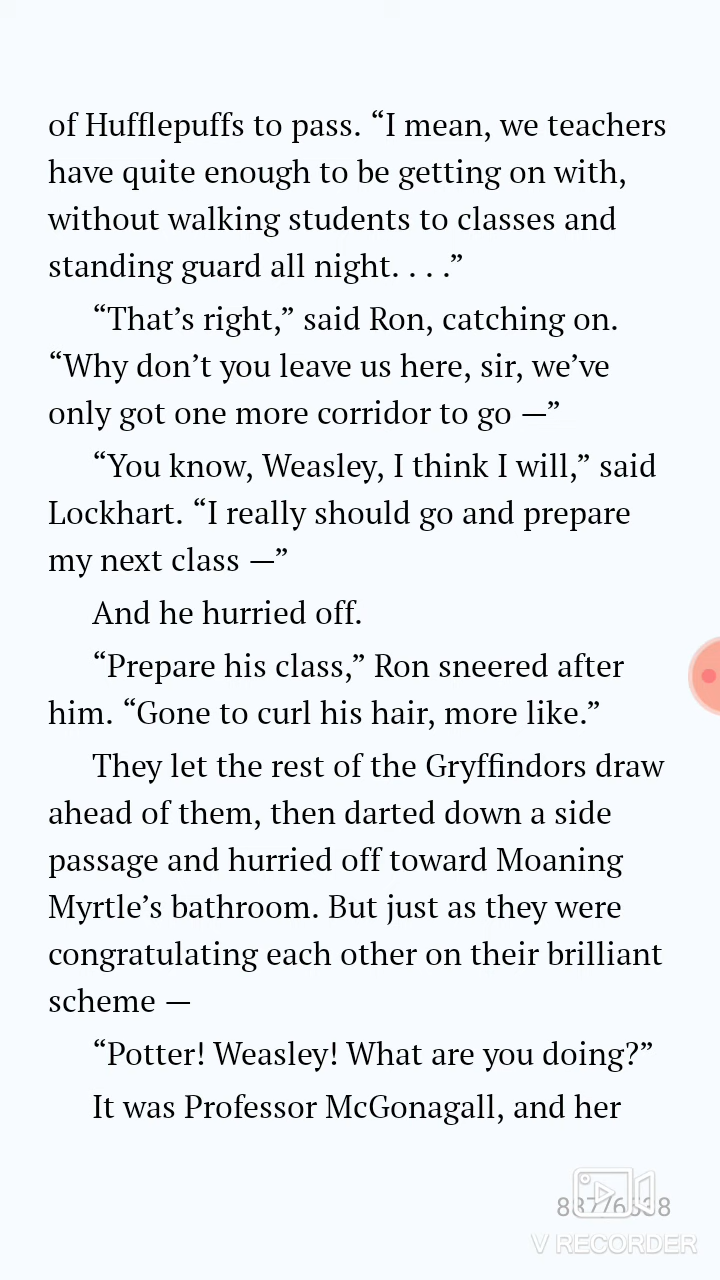 of Hufflepuffs to pass. “I mean, we teachers
have quite enough to be getting on with,
without walking students to classes and
standing guard all night. . . .”
“That’s right,” said Ron, catching on.
“Why don’t you leave us here, sir, we’ve
only got one more corridor to go —”
“You know, Weasley, I think I will,” said
Lockhart. “I really should go and prepare
my next class —”
And he hurried off.
“Prepare his class,” Ron sneered after
him. “Gone to curl his hair, more like.”
They let the rest of the Gryffindors draw
ahead of them, then darted down a side
passage and hurried off toward Moaning
Myrtle’s bathroom. But just as they were
congratulating each other on their brilliant
scheme —
“Potter! Weasley! What are you doing?”
It was Professor McGonagall, and her
V RECORDER